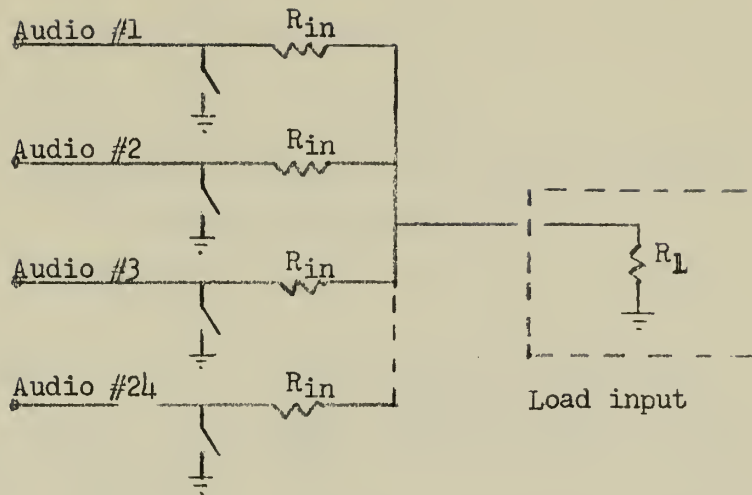 Audio #1
Rin
Audio #2
Rin
Audio #3
Rin
Audio #24
Rin
RL
Load input